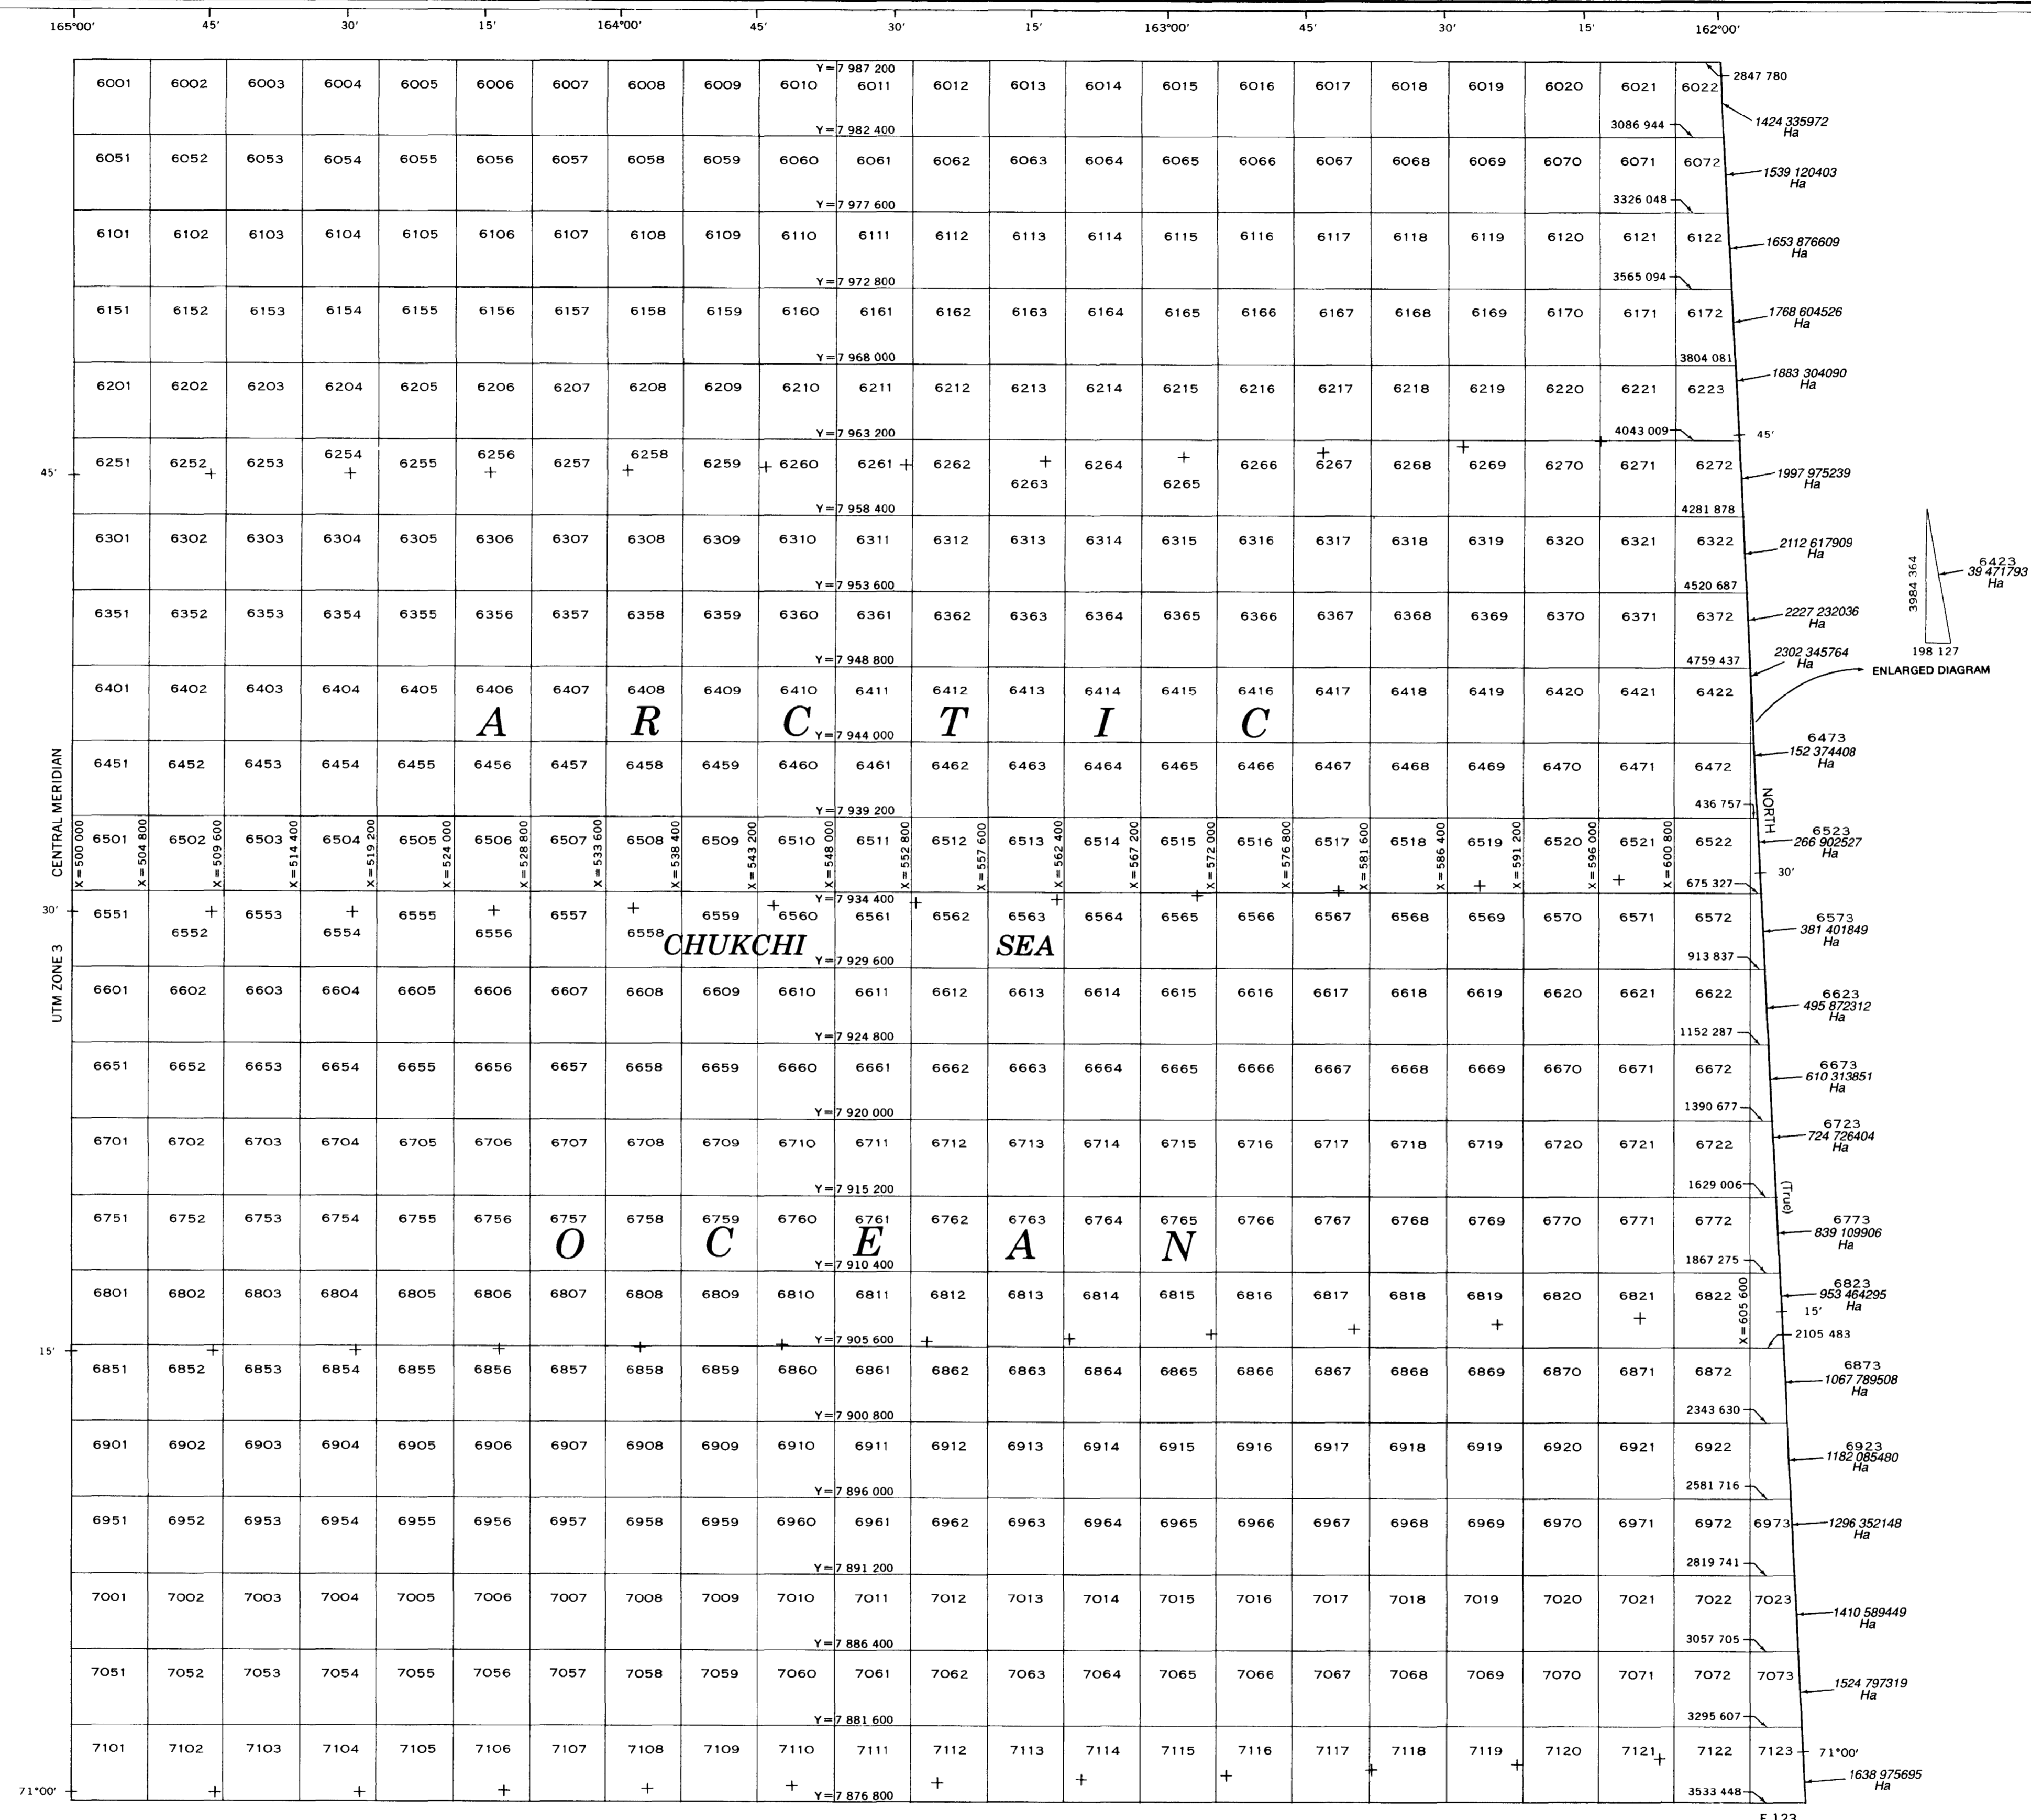 165°00' 45' 30' 15' 164°00' 45' 30' 15' 163°00' 45' 30' 15' 162°00'
Y=7 987 200
2847 780
6001 6002 6003 6004 6005 6006 6007 6008 6009 6010 6011 6012 6013 6014 6015 6016 6017 6018 6019 6020 6021 6022
1424 335972
Ha
Y=7 982 400 3086 944
6051 6052 6053 6054 6055 6056 6057 6058 6059 6060 6061 6062 6063 6064 6065 6066 6067 6068 6069 6070 6071 6072
1539 120403
Ha
Y=7 977 600 3326 048
6101 6102 6103 6104 6105 6106 6107 6108 6109 6110 6111 6112 6113 6114 6115 6116 6117 6118 6119 6120 6121 6122
1653 876609
Ha
Y=7 972 800 3565 094
6151 6152 6153 6154 6155 6156 6157 6158 6159 6160 6161 6162 6163 6164 6165 6166 6167 6168 6169 6170 6171 6172
1768 604526
Ha
Y=7 968 000 3804 081
6201 6202 6203 6204 6205 6206 6207 6208 6209 6210 6211 6212 6213 6214 6215 6216 6217 6218 6219 6220 6221 6223
1883 304090
Ha
Y=7 963 200 4043 009 45'
45' 6251 6252 6253 6254 6255 6256 6257 6258 6259 6260 6261 6262 6263 6264 6265 6266 6267 6268 6269 6270 6271 6272
1997 975239
Ha
Y=7 958 400 4281 878
6301 6302 6303 6304 6305 6306 6307 6308 6309 6310 6311 6312 6313 6314 6315 6316 6317 6318 6319 6320 6321 6322
2112 617909
Ha
Y=7 953 600 4520 687
6351 6352 6353 6354 6355 6356 6357 6358 6359 6360 6361 6362 6363 6364 6365 6366 6367 6368 6369 6370 6371 6372
2227 232036
Ha
Y=7 948 800 4759 437
2302 345764
Ha
6423
39 471793
Ha
3984 364
198 127
ENLARGED DIAGRAM
6401 6402 6403 6404 6405 6406 6407 6408 6409 6410 6411 6412 6413 6414 6415 6416 6417 6418 6419 6420 6421 6422
ARCTIC
Y=7 944 000
6451 6452 6453 6454 6455 6456 6457 6458 6459 6460 6461 6462 6463 6464 6465 6466 6467 6468 6469 6470 6471 6472
6473
152 374408
Ha
Y=7 939 200 436 757
CENTRAL MERIDIAN
NORTH
6501 6502 6503 6504 6505 6506 6507 6508 6509 6510 6511 6512 6513 6514 6515 6516 6517 6518 6519 6520 6521 6522
6523
266 902527
Ha
X=500 000 X=504 800 X=509 600 X=514 400 X=519 200 X=524 000 X=528 800 X=533 600 X=538 400 X=543 200 X=548 000 X=552 800 X=557 600 X=562 400 X=567 200 X=572 000 X=576 800 X=581 600 X=586 400 X=591 200 X=596 000 X=600 800
30'
675 327
Y=7 934 400
30' 6551 6552 6553 6554 6555 6556 6557 6558 6559 6560 6561 6562 6563 6564 6565 6566 6567 6568 6569 6570 6571 6572
6573
381 401849
Ha
CHUKCHI SEA
Y=7 929 600 913 837
UTM ZONE 3
6601 6602 6603 6604 6605 6606 6607 6608 6609 6610 6611 6612 6613 6614 6615 6616 6617 6618 6619 6620 6621 6622
6623
495 872312
Ha
Y=7 924 800 1152 287
6651 6652 6653 6654 6655 6656 6657 6658 6659 6660 6661 6662 6663 6664 6665 6666 6667 6668 6669 6670 6671 6672
6673
610 313851
Ha
Y=7 920 000 1390 677
6701 6702 6703 6704 6705 6706 6707 6708 6709 6710 6711 6712 6713 6714 6715 6716 6717 6718 6719 6720 6721 6722
6723
724 726404
Ha
Y=7 915 200 1629 006
(True)
6751 6752 6753 6754 6755 6756 6757 6758 6759 6760 6761 6762 6763 6764 6765 6766 6767 6768 6769 6770 6771 6772
6773
839 109906
Ha
OCEAN
Y=7 910 400 1867 275
6801 6802 6803 6804 6805 6806 6807 6808 6809 6810 6811 6812 6813 6814 6815 6816 6817 6818 6819 6820 6821 6822
X=605 600
6823
953 464295
Ha
15'
Y=7 905 600 2105 483
15'
6851 6852 6853 6854 6855 6856 6857 6858 6859 6860 6861 6862 6863 6864 6865 6866 6867 6868 6869 6870 6871 6872
6873
1067 789508
Ha
Y=7 900 800 2343 630
6901 6902 6903 6904 6905 6906 6907 6908 6909 6910 6911 6912 6913 6914 6915 6916 6917 6918 6919 6920 6921 6922
6923
1182 085480
Ha
Y=7 896 000 2581 716
6951 6952 6953 6954 6955 6956 6957 6958 6959 6960 6961 6962 6963 6964 6965 6966 6967 6968 6969 6970 6971 6972 6973
1296 352148
Ha
Y=7 891 200 2819 741
7001 7002 7003 7004 7005 7006 7007 7008 7009 7010 7011 7012 7013 7014 7015 7016 7017 7018 7019 7020 7021 7022 7023
1410 589449
Ha
Y=7 886 400 3057 705
7051 7052 7053 7054 7055 7056 7057 7058 7059 7060 7061 7062 7063 7064 7065 7066 7067 7068 7069 7070 7071 7072 7073
1524 797319
Ha
Y=7 881 600 3295 607
7101 7102 7103 7104 7105 7106 7107 7108 7109 7110 7111 7112 7113 7114 7115 7116 7117 7118 7119 7120 7121 7122 7123 71°00'
1638 975695
Ha
71°00' Y=7 876 800 3533 448